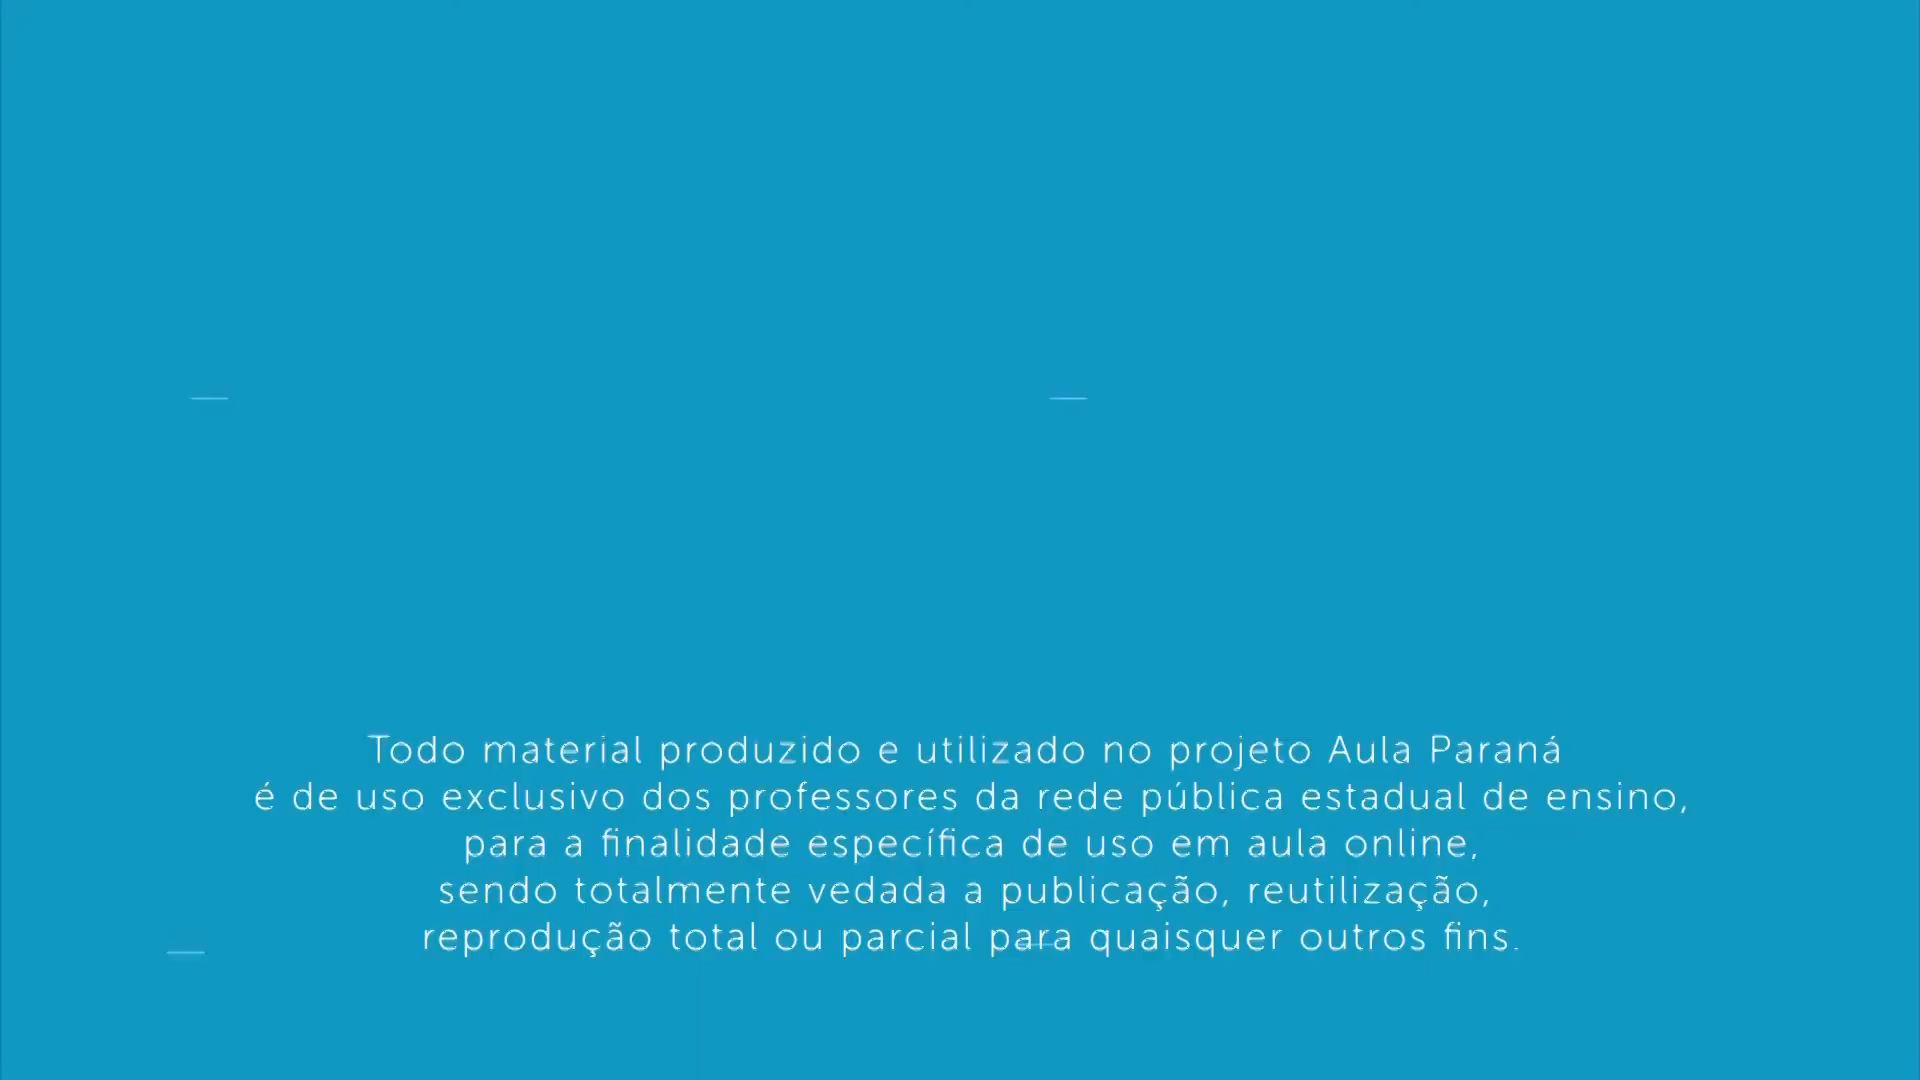 Todo material produzido e utilizado no projeto Aula Paraná
é de uso exclusivo dos professores da rede pública estadual de ensino,
para a finalidade específica de uso em aula online,
sendo totalmente vedada a publicação, reutilização,
reprodução total ou parcial para quaisquer outros fins.